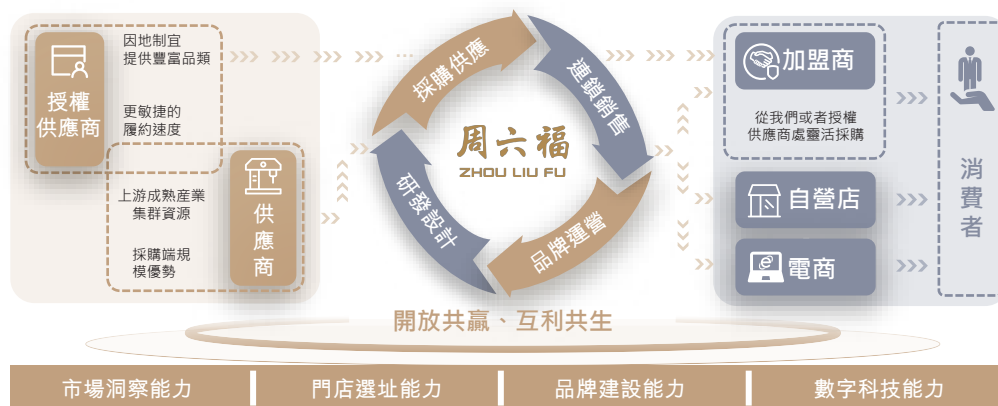 授權
供應商
因地制宜
提供豐富品類
更敏捷的
履約速度
上游成熟産業
集群資源
採購端規
模優勢
供
應
商
採購供應
連鎖銷售
品牌運營
研發設計
周六福
ZHOU LIU FU
加盟商
從我們或者授權
供應商處靈活採購
自營店
電商
消
費
者
開放共贏、互利共生
市場洞察能力
門店選址能力
品牌建設能力
數字科技能力